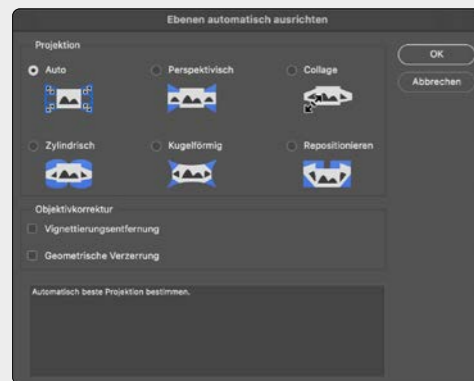 Ebenen automatisch ausrichten
Projektion
Auto
Perspektivisch
Collage
Zylindrisch
Kugelförmig
Repositionieren
Objektivkorrektur
Vignettierungsentfernung
Geometrische Verzerrung
Automatisch beste Projektion bestimmen.
OK
Abbrechen